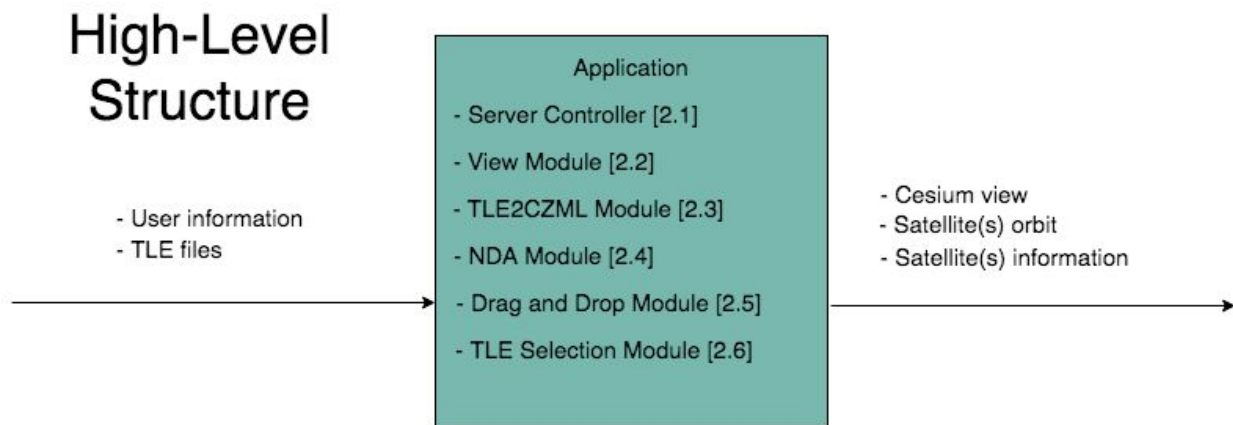 High-Level
Structure
- User information
- TLE files
Application
- Server Controller [2.1]
- View Module [2.2]
- TLE2CZML Module [2.3]
- NDA Module [2.4]
- Drag and Drop Module [2.5]
- TLE Selection Module [2.6]
- Cesium view
- Satellite(s) orbit
- Satellite(s) information